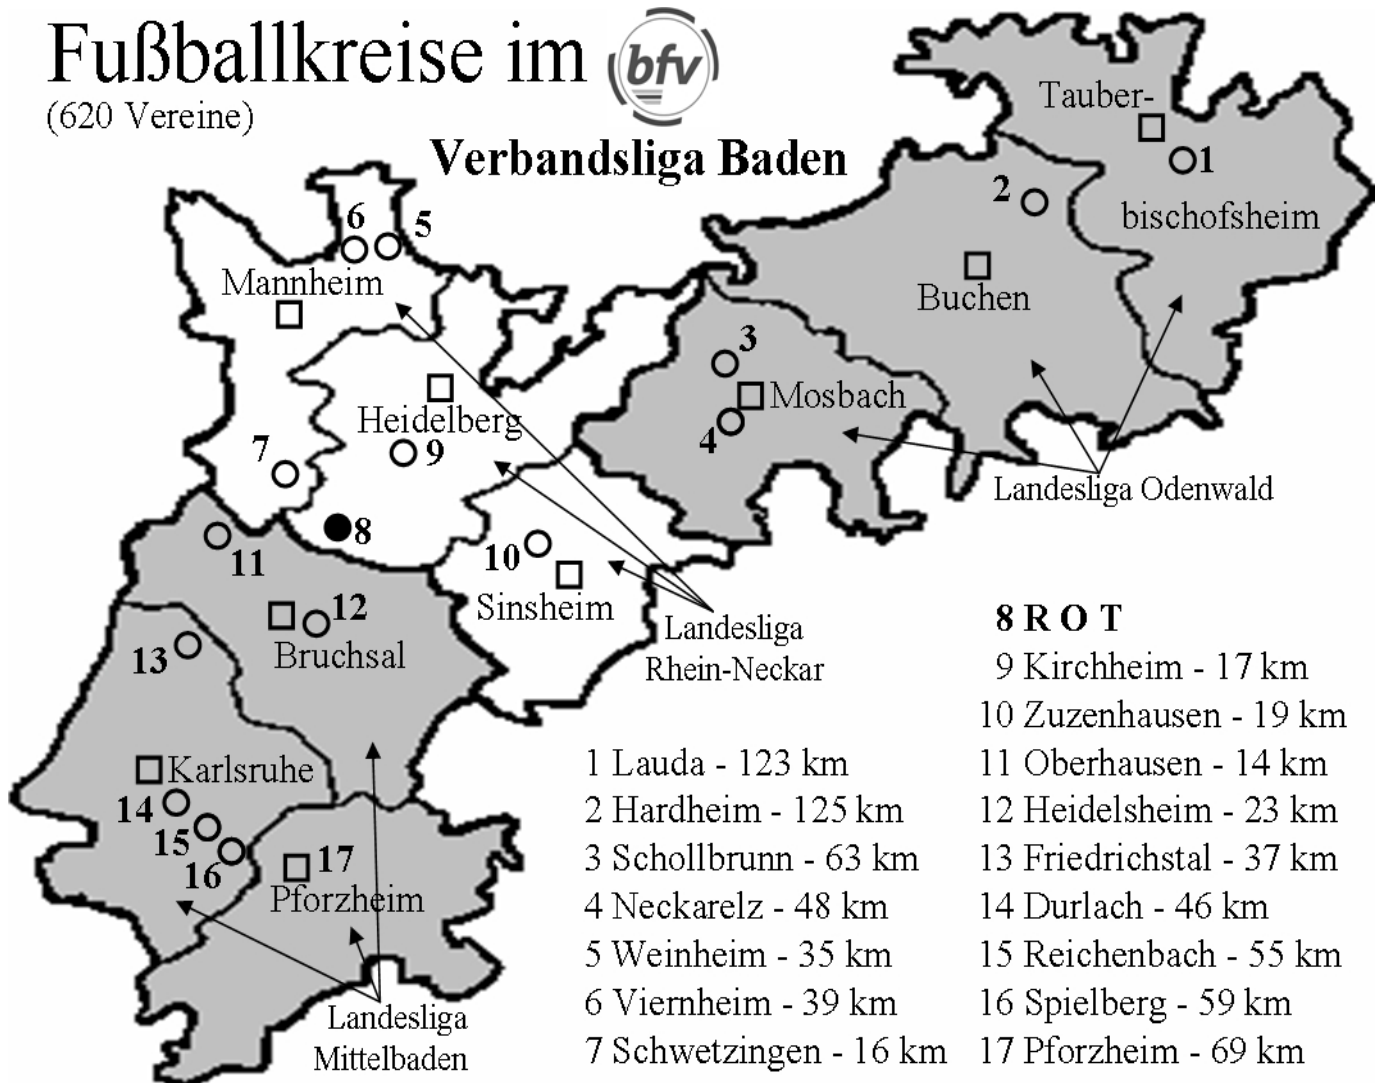 Fußballkreise im bfv
(620 Vereine)
Verbandsliga Baden
Tauber-
1
2
bischofsheim
6
5
Mannheim
Buchen
3
Mosbach
Heidelberg
4
7
9
Landesliga Odenwald
8
11
10
Sinsheim
12
Bruchsal
13
Landesliga
Rhein-Neckar
Karlsruhe
14
15
16
17
Pforzheim
Landesliga
Mittelbaden
1 Lauda - 123 km
2 Hardheim - 125 km
3 Schollbrunn - 63 km
4 Neckarelz - 48 km
5 Weinheim - 35 km
6 Viernheim - 39 km
7 Schwetzingen - 16 km
8 R O T
9 Kirchheim - 17 km
10 Zuzenhausen - 19 km
11 Oberhausen - 14 km
12 Heidelsheim - 23 km
13 Friedrichstal - 37 km
14 Durlach - 46 km
15 Reichenbach - 55 km
16 Spielberg - 59 km
17 Pforzheim - 69 km